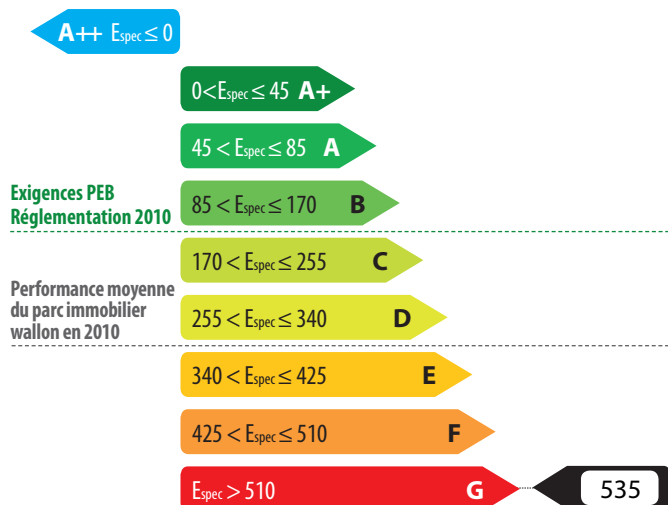 A++ Espec ≤ 0
0<Espec ≤ 45 A+
45 < Espec ≤ 85 A
Exigences PEB
Réglementation 2010
85 < Espec ≤ 170 B
170 < Espec ≤ 255 C
Performance moyenne
du parc immobilier
wallon en 2010
255 < Espec ≤ 340 D
340 < Espec ≤ 425 E
425 < Espec ≤ 510 F
Espec > 510 G 535